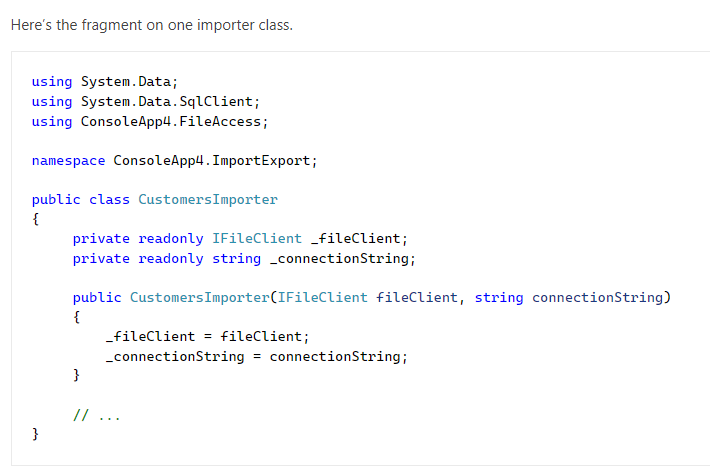 Here's the fragment on one importer class.
using System.Data;
using System.Data.SqlClient;
using ConsoleApp4.FileAccess;
namespace ConsoleApp4.ImportExport;
public class CustomersImporter
{
private readonly IFileClient _fileClient;
private readonly string _connectionString;
public CustomersImporter(IFileClient fileClient, string connectionString)
{
_fileClient = fileClient;
_connectionString = connectionString;
}
// ...
}